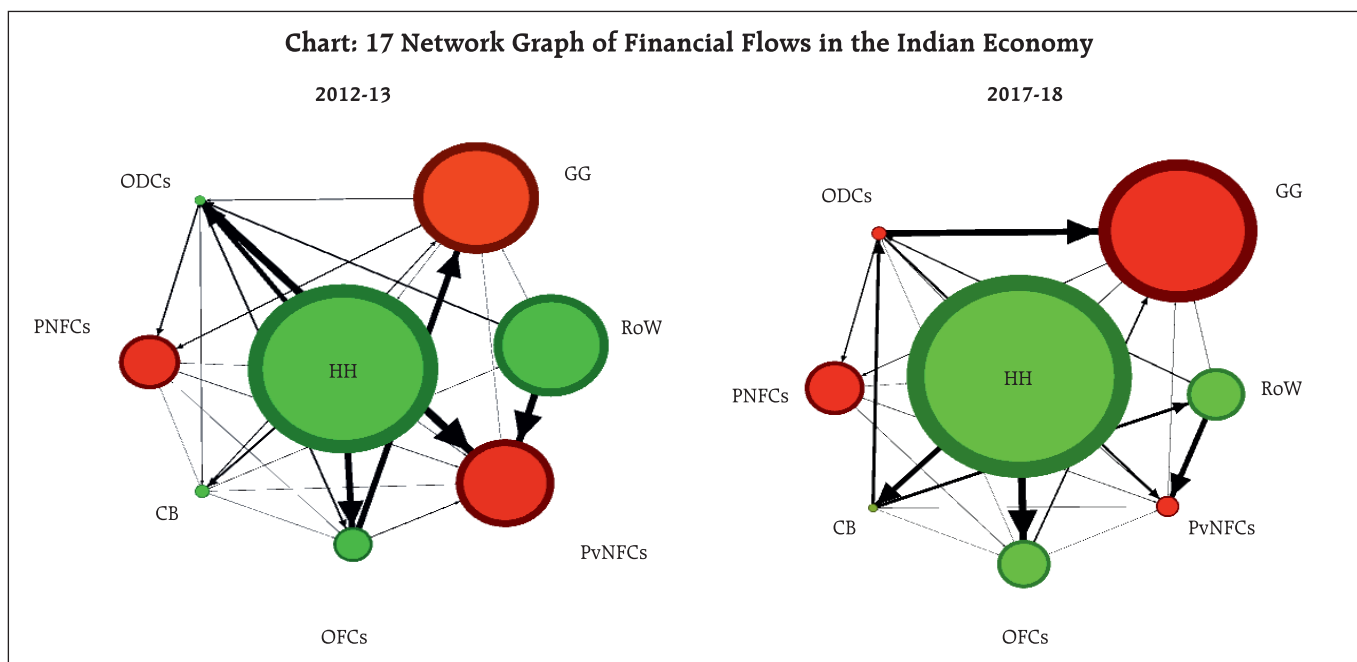 Chart: 17 Network Graph of Financial Flows in the Indian Economy
2012-13
2017-18
ODCs
GG
PNFCs
HH
RoW
CB
PvNFCs
OFCs
ODCs
GG
PNFCs
HH
RoW
CB
PvNFCs
OFCs